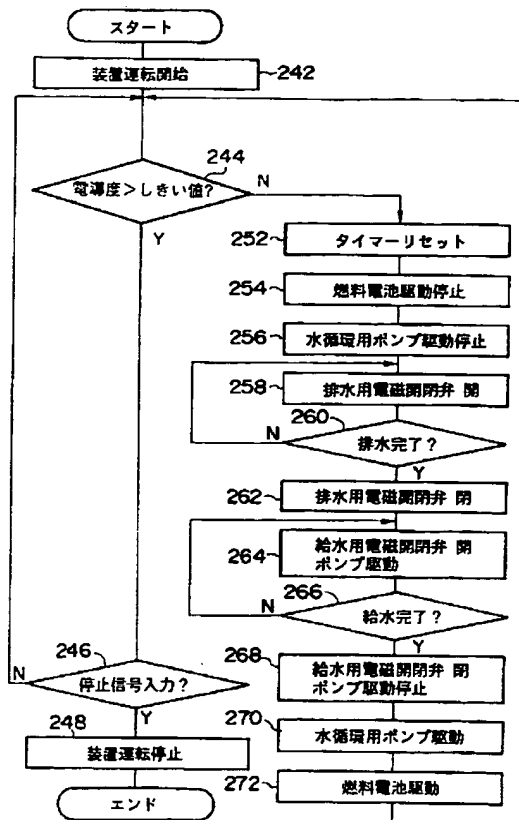 スタート
装置運転開始
242
244
電導度>しきい値?
N
Y
252
タイマーリセット
254
燃料電池駆動停止
256
水循環用ポンプ駆動停止
258
排水用電磁開閉弁 開
260
排水完了?
N
Y
262
排水用電磁開閉弁 閉
264
給水用電磁開閉弁 開
ポンプ駆動
266
給水完了?
N
Y
268
給水用電磁開閉弁 閉
ポンプ駆動停止
270
水循環用ポンプ駆動
272
燃料電池駆動
246
停止信号入力?
N
Y
248
装置運転停止
エンド